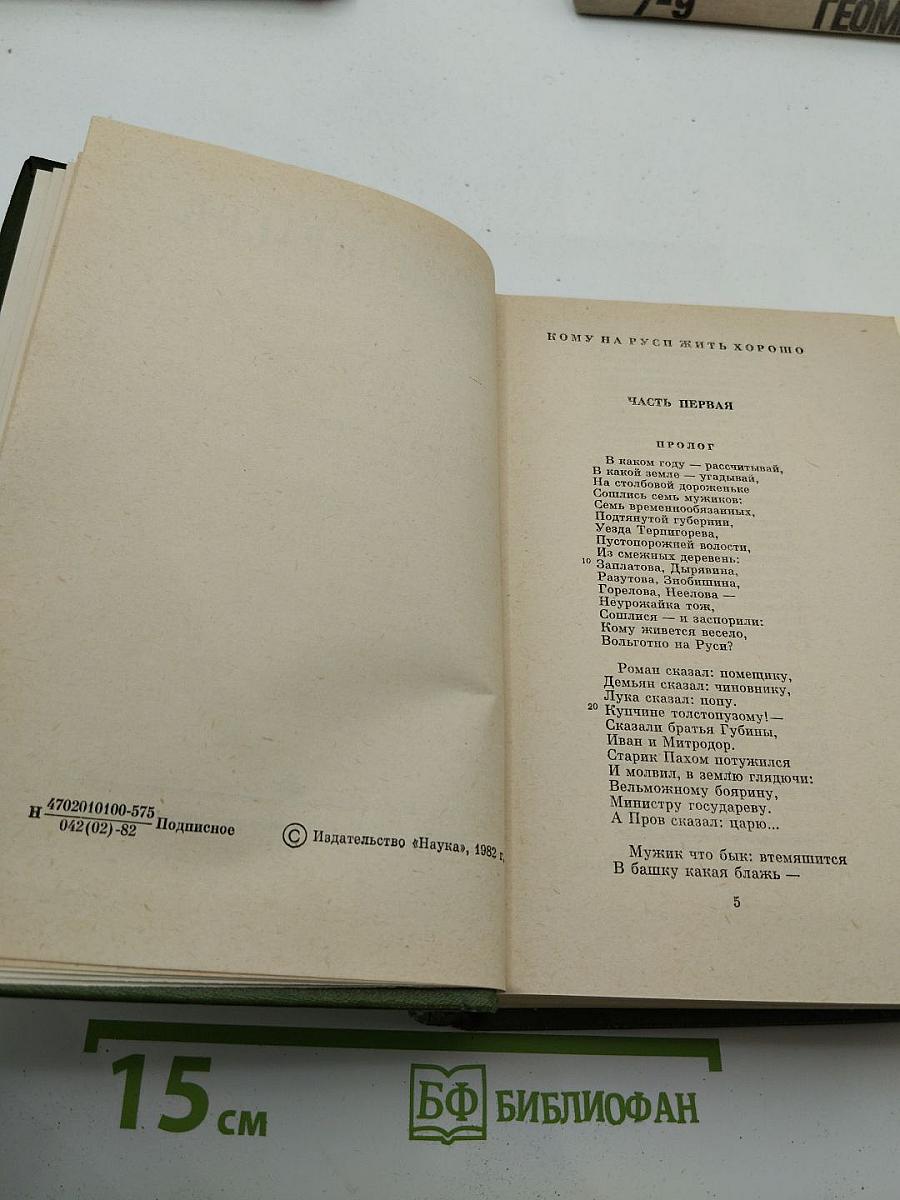 7-9
ГЕОМ
Н 4702010100-575
042(02)-82 Подписное
© Издательство «Наука», 1982 г.
КОМУ НА РУСИ ЖИТЬ ХОРОШО
ЧАСТЬ ПЕРВАЯ
ПРОЛОГ
В каком году — рассчитывай,
В какой земле — угадывай,
На столбовой дороженьке
Сошлись семь мужиков:
Семь временнообязанных,
Подтянутой губернии,
Уезда Терпигорева,
Пустопорожней волости,
Из смежных деревень:
10 Заплатова, Дырявина,
Разутова, Знобишина,
Горелова, Неелова —
Неурожайка тож,
Сошлися — и заспорили:
Кому живется весело,
Вольготно на Руси?
Роман сказал: помещику,
Демьян сказал: чиновнику,
Лука сказал: попу.
20 Купчине толстопузому! —
Сказали братья Губины,
Иван и Митродор.
Старик Пахом потужился
И молвил, в землю глядючи:
Вельможному боярину,
Министру государеву.
А Пров сказал: царю...
Мужик что бык: втемяшится
В башку какая блажь —
5
15 см
БФ БИБЛИОФАН